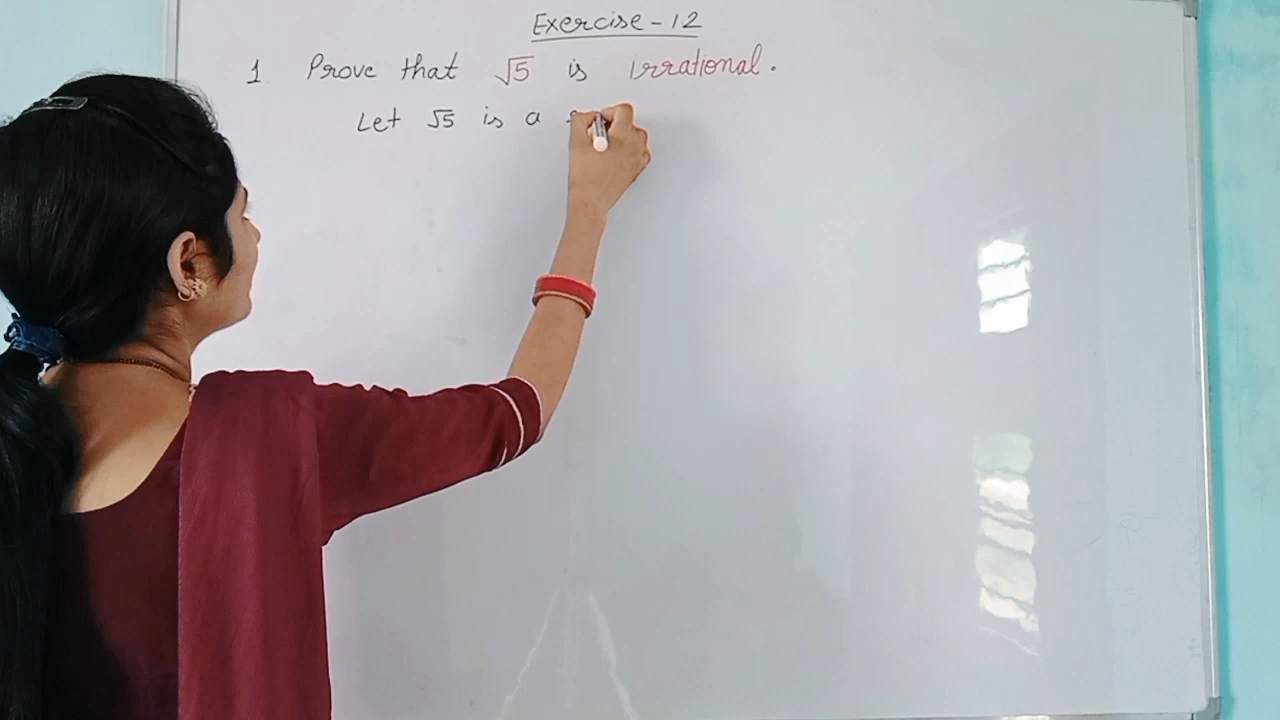 Exercise - 12
1 Prove that √5 is irrational.
Let √5 is a